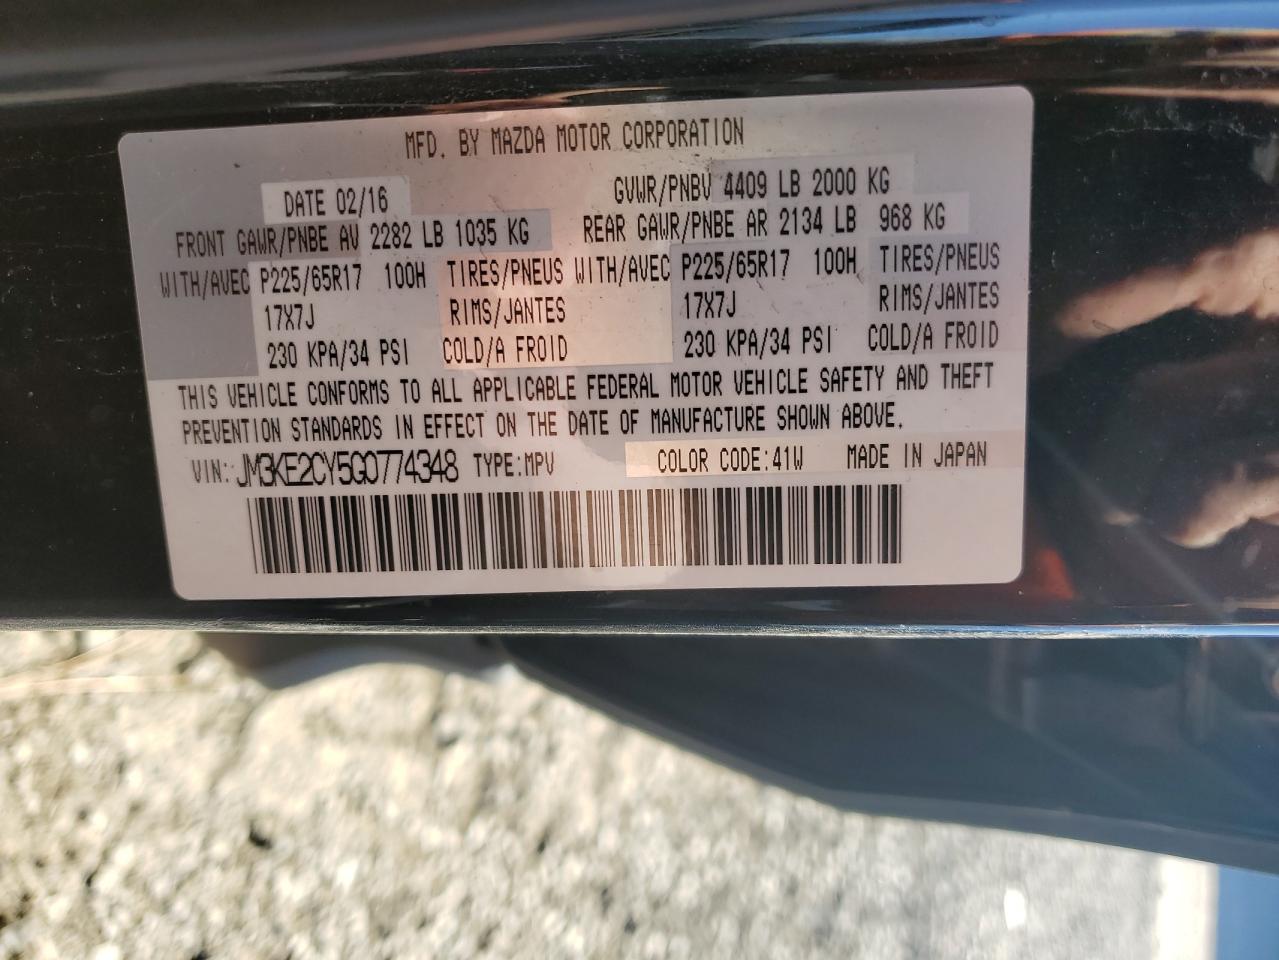 MFD. BY MAZDA MOTOR CORPORATION
DATE 02/16 GVWR/PNBV 4409 LB 2000 KG
FRONT GAWR/PNBE AV 2282 LB 1035 KG REAR GAWR/PNBE AR 2134 LB 968 KG
WITH/AVEC P225/65R17 100H TIRES/PNEUS WITH/AVEC P225/65R17 100H TIRES/PNEUS
17X7J RIMS/JANTES 17X7J RIMS/JANTES
230 KPA/34 PSI COLD/A FROID 230 KPA/34 PSI COLD/A FROID
THIS VEHICLE CONFORMS TO ALL APPLICABLE FEDERAL MOTOR VEHICLE SAFETY AND THEFT
PREVENTION STANDARDS IN EFFECT ON THE DATE OF MANUFACTURE SHOWN ABOVE.
VIN: JM3KE2CY5G0774348 TYPE:MPV COLOR CODE:41W MADE IN JAPAN